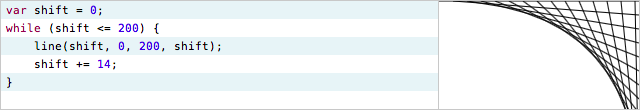 var shift = 0;
while (shift <= 200) {
    line(shift, 0, 200, shift);
    shift += 14;
}